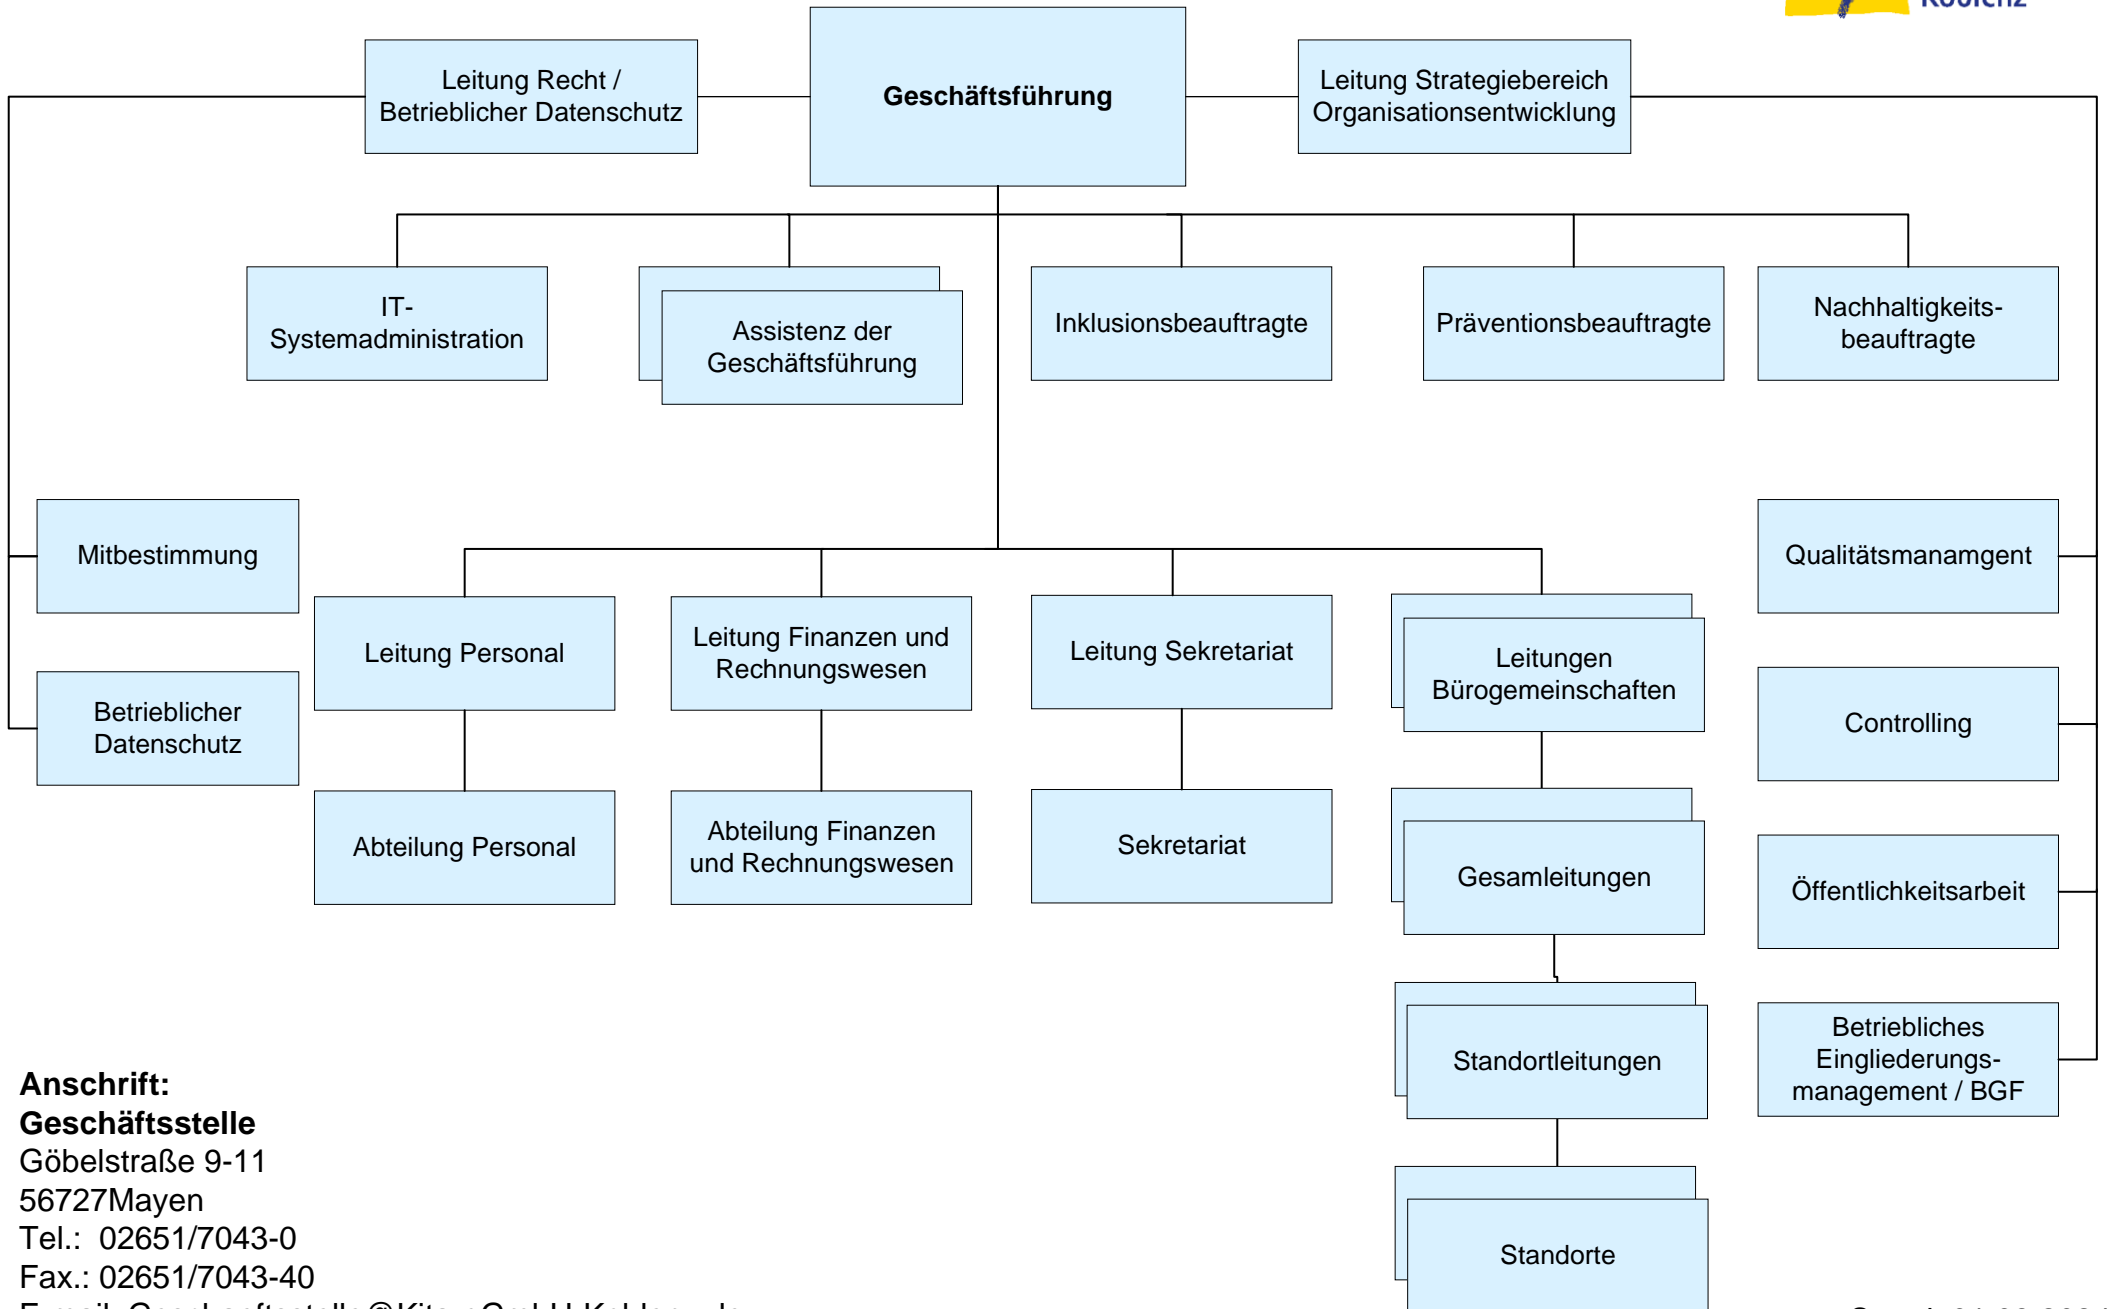 Koblenz
Leitung Recht /
Betrieblicher Datenschutz
Geschäftsführung
Leitung Strategiebereich
Organisationsentwicklung
IT-
Systemadministration
Assistenz der
Geschäftsführung
Inklusionsbeauftragte
Präventionsbeauftragte
Nachhaltigkeits-
beauftragte
Mitbestimmung
Betrieblicher
Datenschutz
Leitung Personal
Leitung Finanzen und
Rechnungswesen
Leitung Sekretariat
Leitungen
Bürogemeinschaften
Abteilung Personal
Abteilung Finanzen
und Rechnungswesen
Sekretariat
Gesamleitungen
Standortleitungen
Standorte
Qualitätsmanamgent
Controlling
Öffentlichkeitsarbeit
Betriebliches
Eingliederungs-
management / BGF
Anschrift:
Geschäftsstelle
Göbelstraße 9-11
56727Mayen
Tel.: 02651/7043-0
Fax.: 02651/7043-40